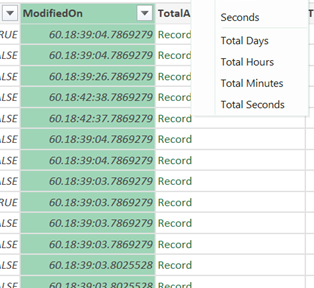 ModifiedOn TotalA
Seconds
Total Days
Total Hours
Total Minutes
Total Seconds
RUE 60.18:39:04.7869279 Record
ALSE 60.18:39:04.7869279 Record
ALSE 60.18:39:26.7869279 Record
ALSE 60.18:42:38.7869279 Record
ALSE 60.18:42:37.7869279 Record
ALSE 60.18:39:04.7869279 Record
ALSE 60.18:39:04.7869279 Record
ALSE 60.18:39:03.7869279 Record
RUE 60.18:39:03.7869279 Record
ALSE 60.18:39:03.7869279 Record
ALSE 60.18:39:03.7869279 Record
ALSE 60.18:39:03.8025528 Record
ALSE 60.18:39:03.8025528 Record